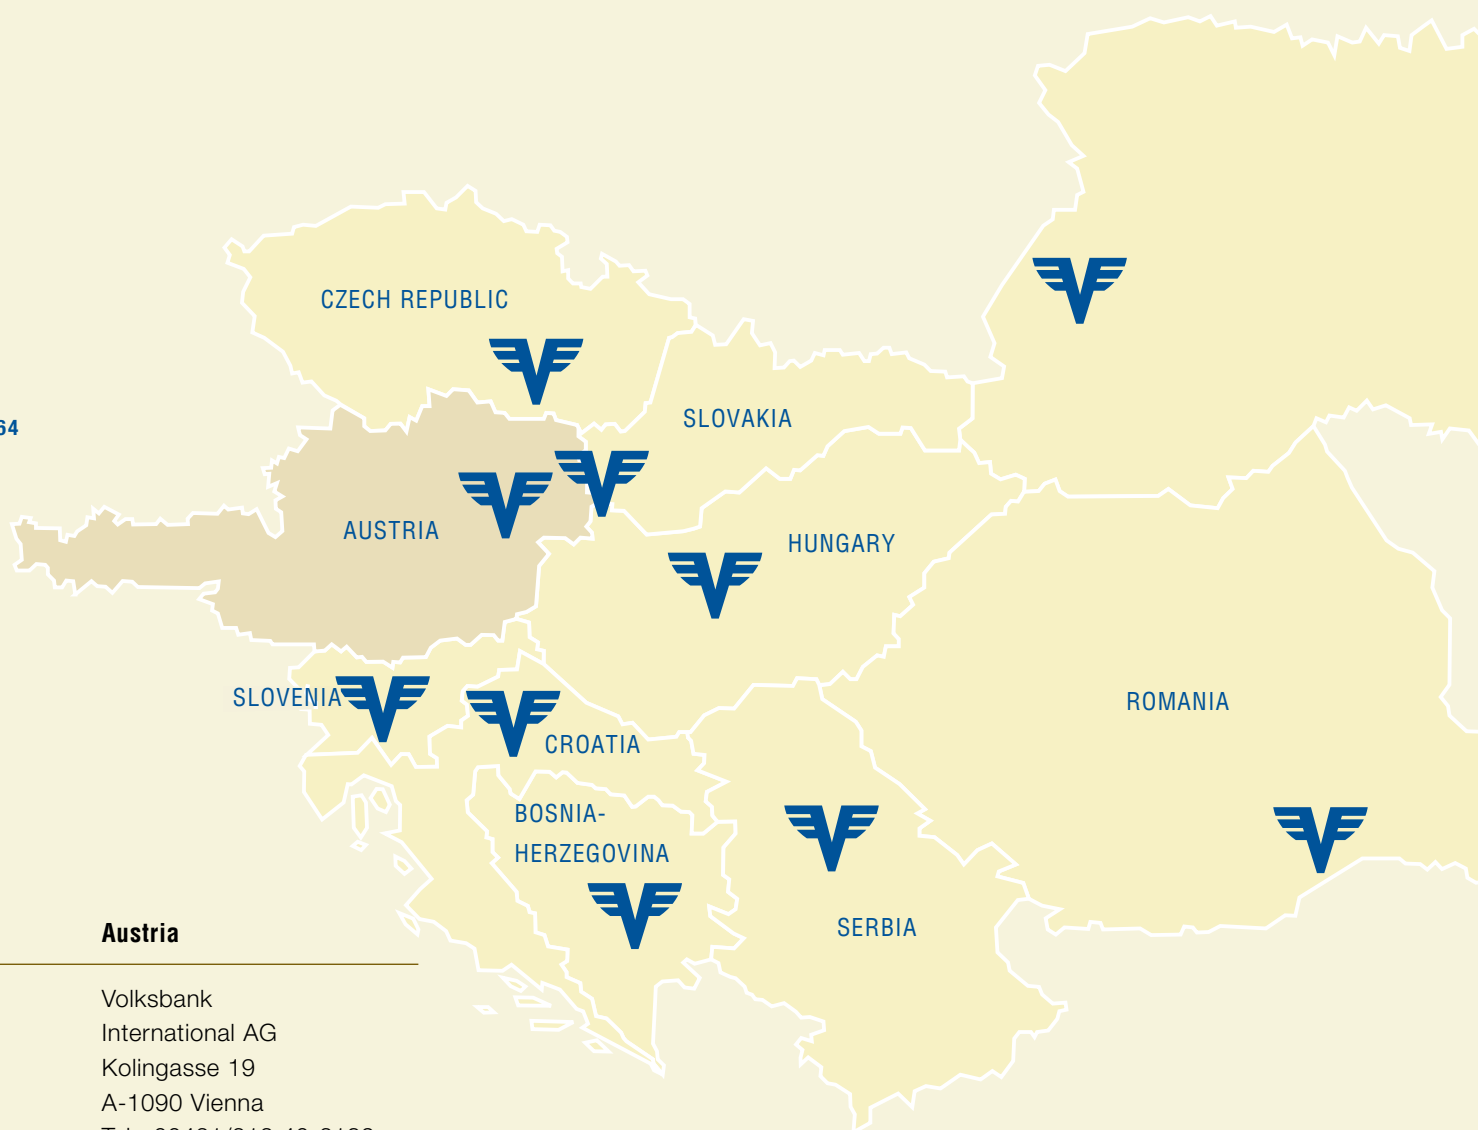 CZECH REPUBLIC
64
SLOVAKIA
AUSTRIA
HUNGARY
SLOVENIA
ROMANIA
CROATIA
BOSNIA-
HERZEGOVINA
SERBIA
Austria
Volksbank
International AG
Kolingasse 19
A-1090 Vienna